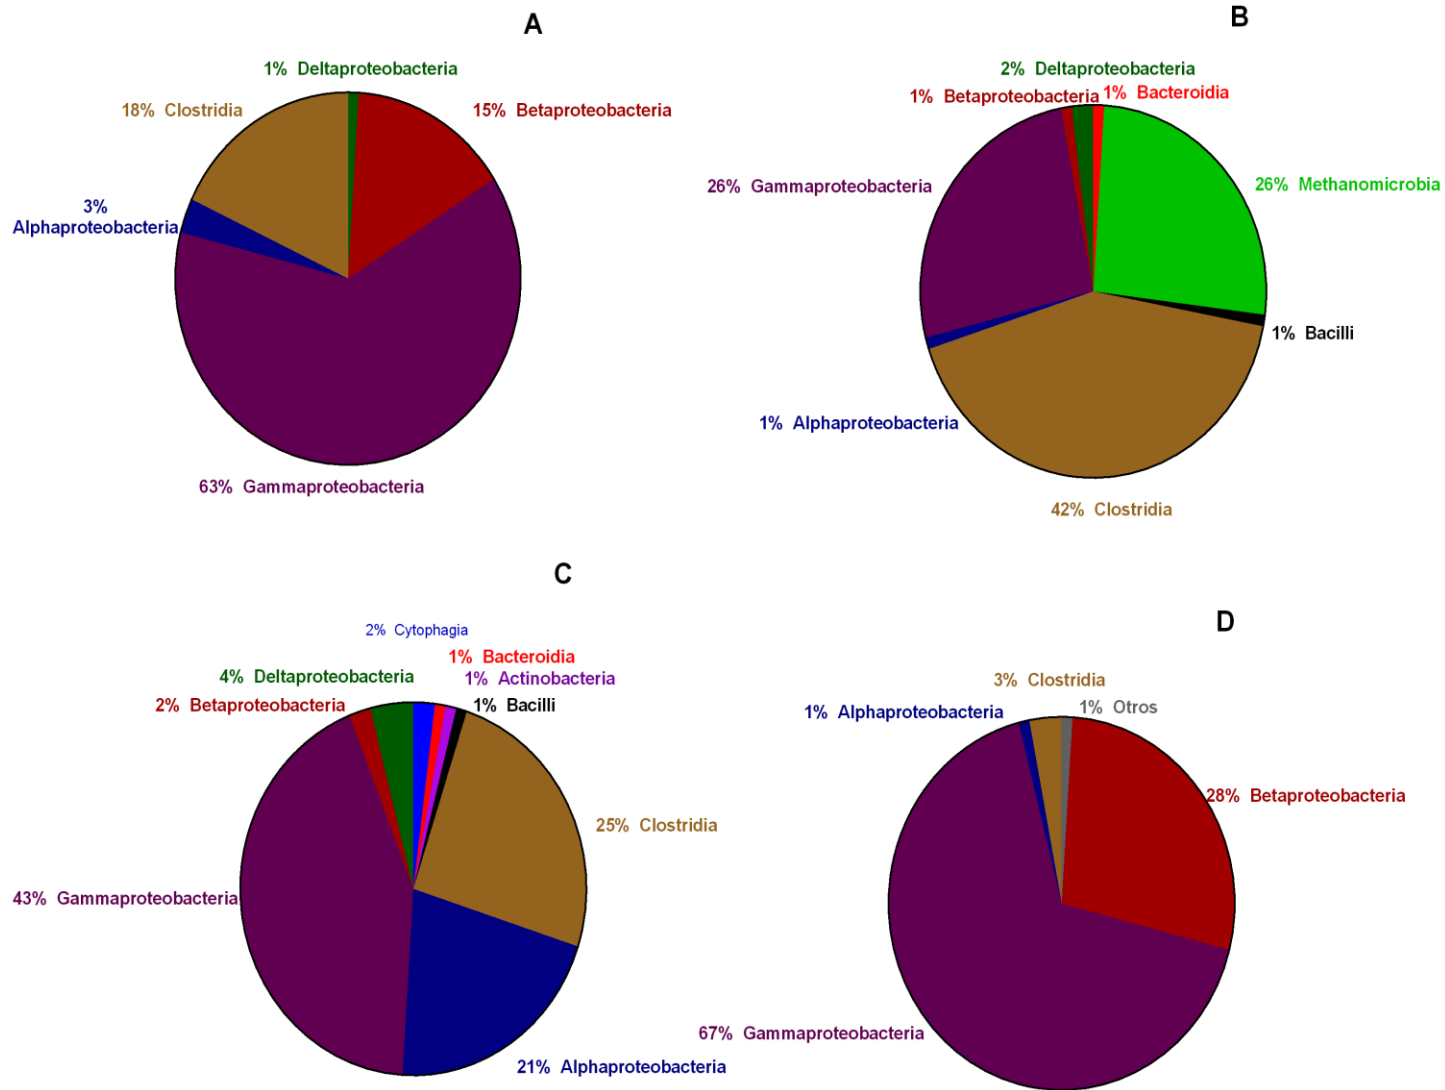 A
1% Deltaproteobacteria
18% Clostridia
15% Betaproteobacteria
3%
Alphaproteobacteria
63% Gammaproteobacteria
B
2% Deltaproteobacteria
1% Betaproteobacteria
1% Bacteroidia
26% Gammaproteobacteria
26% Methanomicrobia
1% Bacilli
1% Alphaproteobacteria
42% Clostridia
C
2% Cytophagia
1% Bacteroidia
4% Deltaproteobacteria
1% Actinobacteria
2% Betaproteobacteria
1% Bacilli
25% Clostridia
43% Gammaproteobacteria
21% Alphaproteobacteria
D
3% Clostridia
1% Otros
1% Alphaproteobacteria
28% Betaproteobacteria
67% Gammaproteobacteria